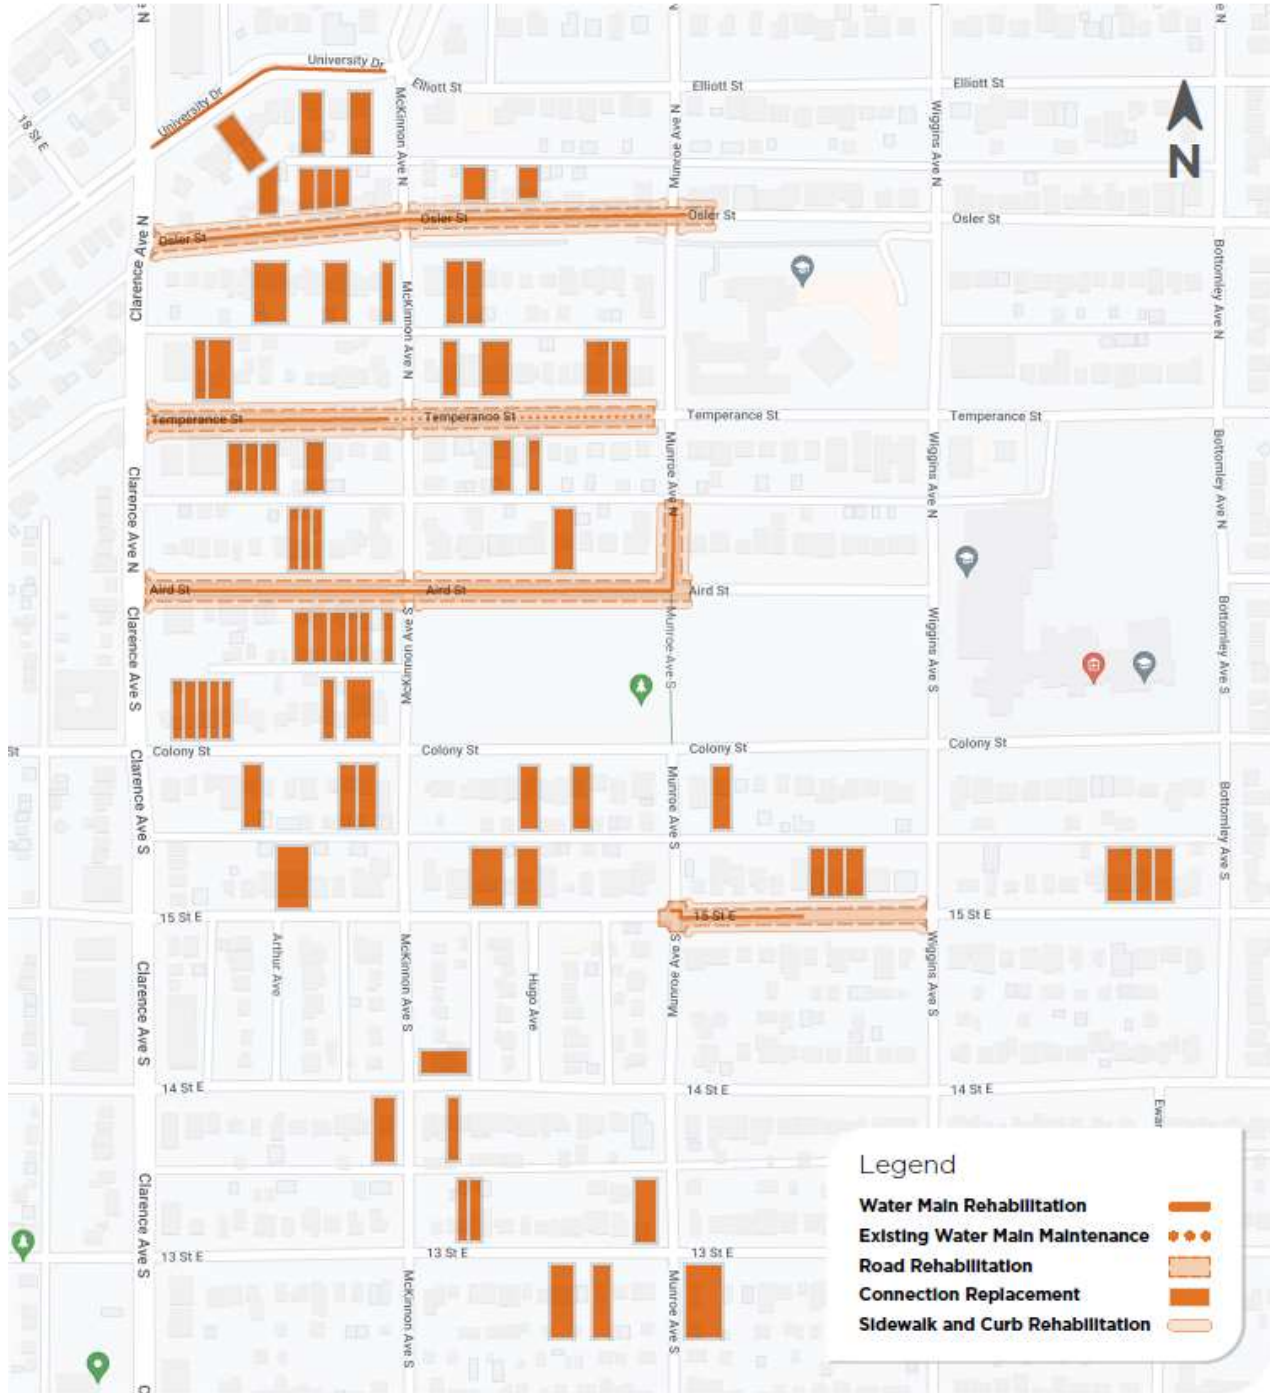 e N
N
e N
University Dr
Elliott St
Elliott St
Elliott St
University Dr
18 St E
McKinnon Ave N
Munroe Ave N
Wiggins Ave N
N
Osler St
Osler St
Osler St
Osler St
Clarence Ave N
McKinnon Ave N
Bottomley Ave N
Temperance St
Temperance St
Temperance St
Temperance St
Clarence Ave N
Munroe Ave N
Wiggins Ave N
Bottomley Ave N
Aird St
Aird St
Aird St
Clarence Ave S
McKinnon Ave S
Munroe Ave S
Wiggins Ave S
Bottomley Ave S
St
Colony St
Colony St
Colony St
Colony St
Clarence Ave S
Munroe Ave S
Bottomley Ave S
15 St E
15 St E
15 St E
Clarence Ave S
Arthur Ave
McKinnon Ave S
Hugo Ave
Munroe Ave S
Wiggins Ave S
14 St E
14 St E
14 St E
Ewar
Clarence Ave S
13 St E
13 St E
13 St E
McKinnon Ave S
Munroe Ave S
C
Legend
Water Main Rehabilitation
Existing Water Main Maintenance
Road Rehabilitation
Connection Replacement
Sidewalk and Curb Rehabilitation